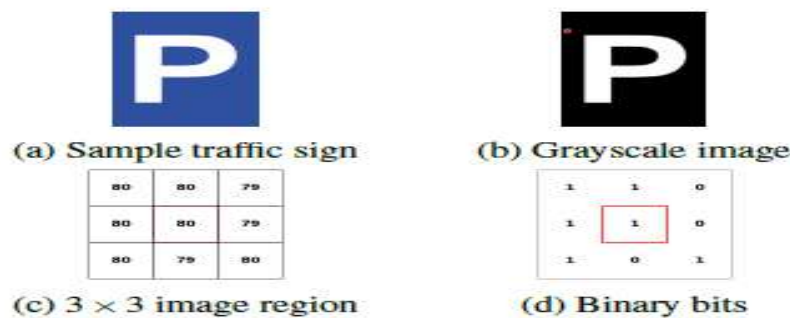 P P
(a) Sample traffic sign (b) Grayscale image
80 80 79 1 1 0
80 80 79 1 1 0
80 79 80 1 0 1
(c) 3 × 3 image region (d) Binary bits